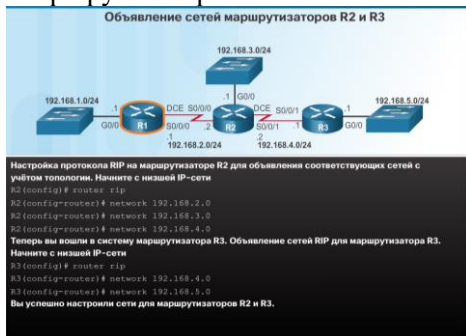 Объявление сетей маршрутизаторов R2 и R3
192.168.3.0/24
.1 G0/0
192.168.1.0/24
192.168.5.0/24
.1 DCE S0/0/0 DCE S0/0/1 .1
G0/0 R1 S0/0/0 .2 R2 S0/0/1 .1 R3 G0/0
.1 .2
192.168.2.0/24 192.168.4.0/24
Настройка протокола RIP на маршрутизаторе R2 для объявления соответствующих сетей с
учётом топологии. Начните с низшей IP-сети
R2(config)# router rip
R2(config-router)# network 192.168.2.0
R2(config-router)# network 192.168.3.0
R2(config-router)# network 192.168.4.0
Теперь вы вошли в систему маршрутизатора R3. Объявление сетей RIP для маршрутизатора R3.
Начните с низшей IP-сети
R3(config)# router rip
R3(config-router)# network 192.168.4.0
R3(config-router)# network 192.168.5.0
Вы успешно настроили сети для маршрутизаторов R2 и R3.